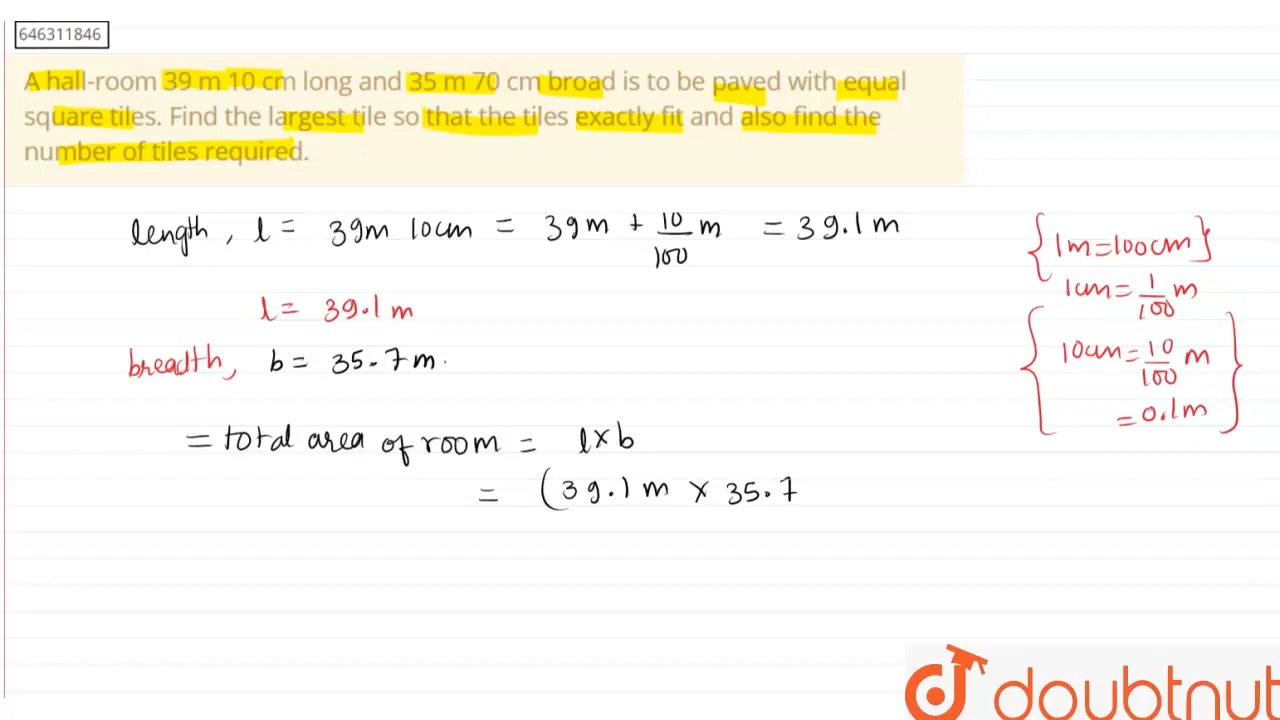 646311846
A hall-room 39 m 10 cm long and 35 m 70 cm broad is to be paved with equal
square tiles. Find the largest tile so that the tiles exactly fit and also find the
number of tiles required.
length, l = 39m 10cm = 39m + 10/100 m = 39.1m
{1m=100cm}
1cm = 1/100 m
l = 39.1m
breadth, b = 35.7m.
{10cm = 10/100 m
= 0.1m}
= total area of room = l×b
= (39.1m × 35.7
doubtnut